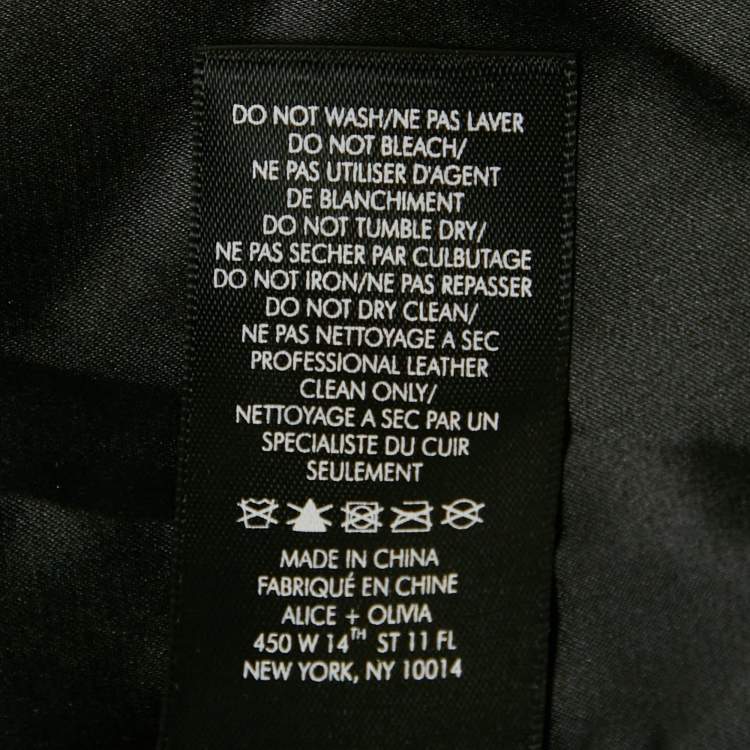 DO NOT WASH/NE PAS LAVER
DO NOT BLEACH/
NE PAS UTILISER D'AGENT
DE BLANCHIMENT
DO NOT TUMBLE DRY/
NE PAS SECHER PAR CULBUTAGE
DO NOT IRON/NE PAS REPASSER
DO NOT DRY CLEAN/
NE PAS NETTOYAGE A SEC
PROFESSIONAL LEATHER
CLEAN ONLY/
NETTOYAGE A SEC PAR UN
SPECIALISTE DU CUIR
SEULEMENT
MADE IN CHINA
FABRIQUÉ EN CHINE
ALICE + OLIVIA
450 W 14TH ST 11 FL
NEW YORK, NY 10014